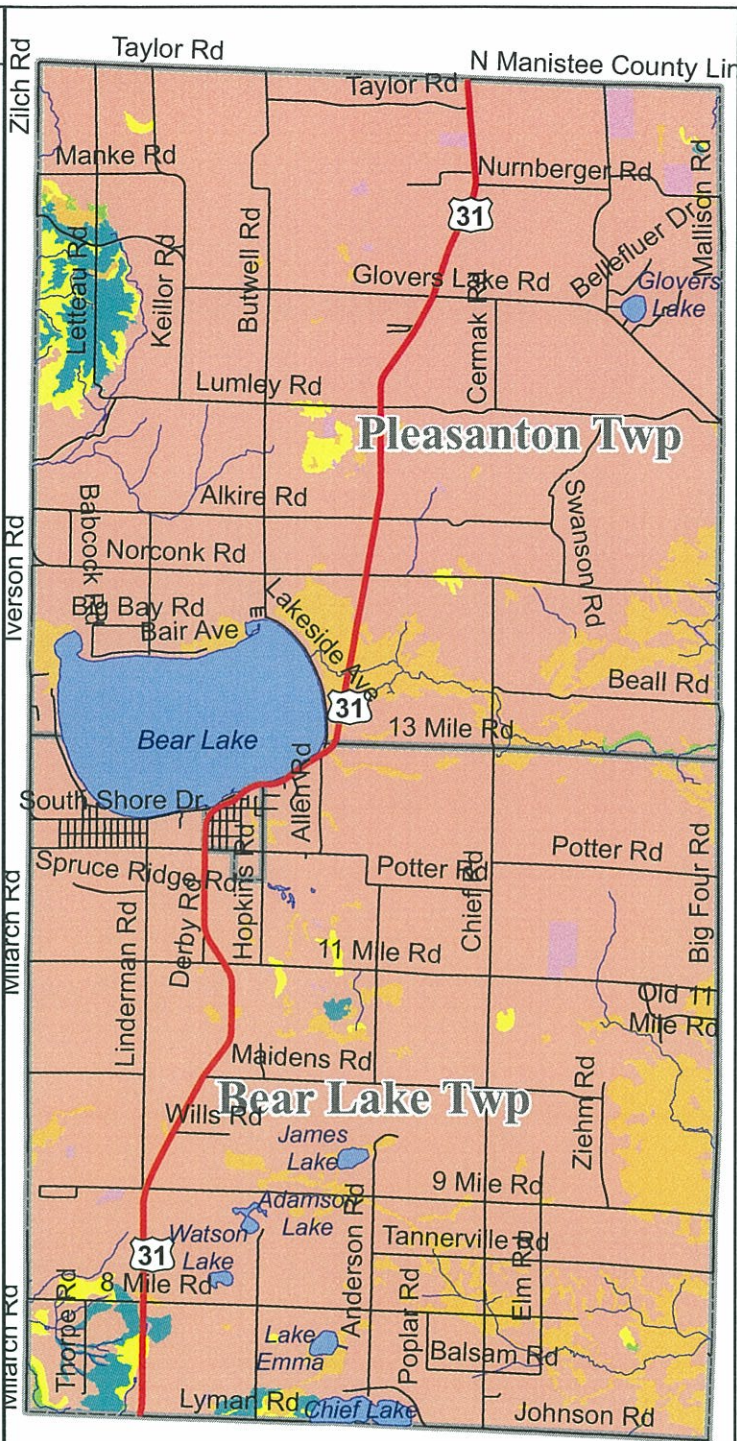 Taylor Rd
N Manistee County Lin
Zilch Rd
Taylor Rd
Manke Rd
Nurnberger Rd
Mallison Rd
31
Bellefluer Dr
Letteau Rd
Keillor Rd
Butwell Rd
Glovers Lake Rd
Glovers
Lake
Cermak Rd
Lumley Rd
Pleasanton Twp
Alkire Rd
Babcock Rd
Swanson Rd
Iverson Rd
Norconk Rd
Big Bay Rd
Bair Ave
Lakeside Ave
Beall Rd
31
13 Mile Rd
Bear Lake
South Shore Dr
Allen Rd
Spruce Ridge Rd
Hopkins Rd
Potter Rd
Potter Rd
Chief Rd
Big Four Rd
Milarch Rd
Linderman Rd
Derby Rd
11 Mile Rd
Old 11
Mile Rd
Maidens Rd
Bear Lake Twp
Wills Rd
Ziehm Rd
James
Lake
9 Mile Rd
Adamson
Lake
Anderson Rd
Watson
Lake
Tannerville Rd
31
8 Mile Rd
Elm Rd
Thorpe Rd
Poplar Rd
Milarch Rd
Lake
Emma
Balsam Rd
Lyman Rd
Chief Lake
Johnson Rd